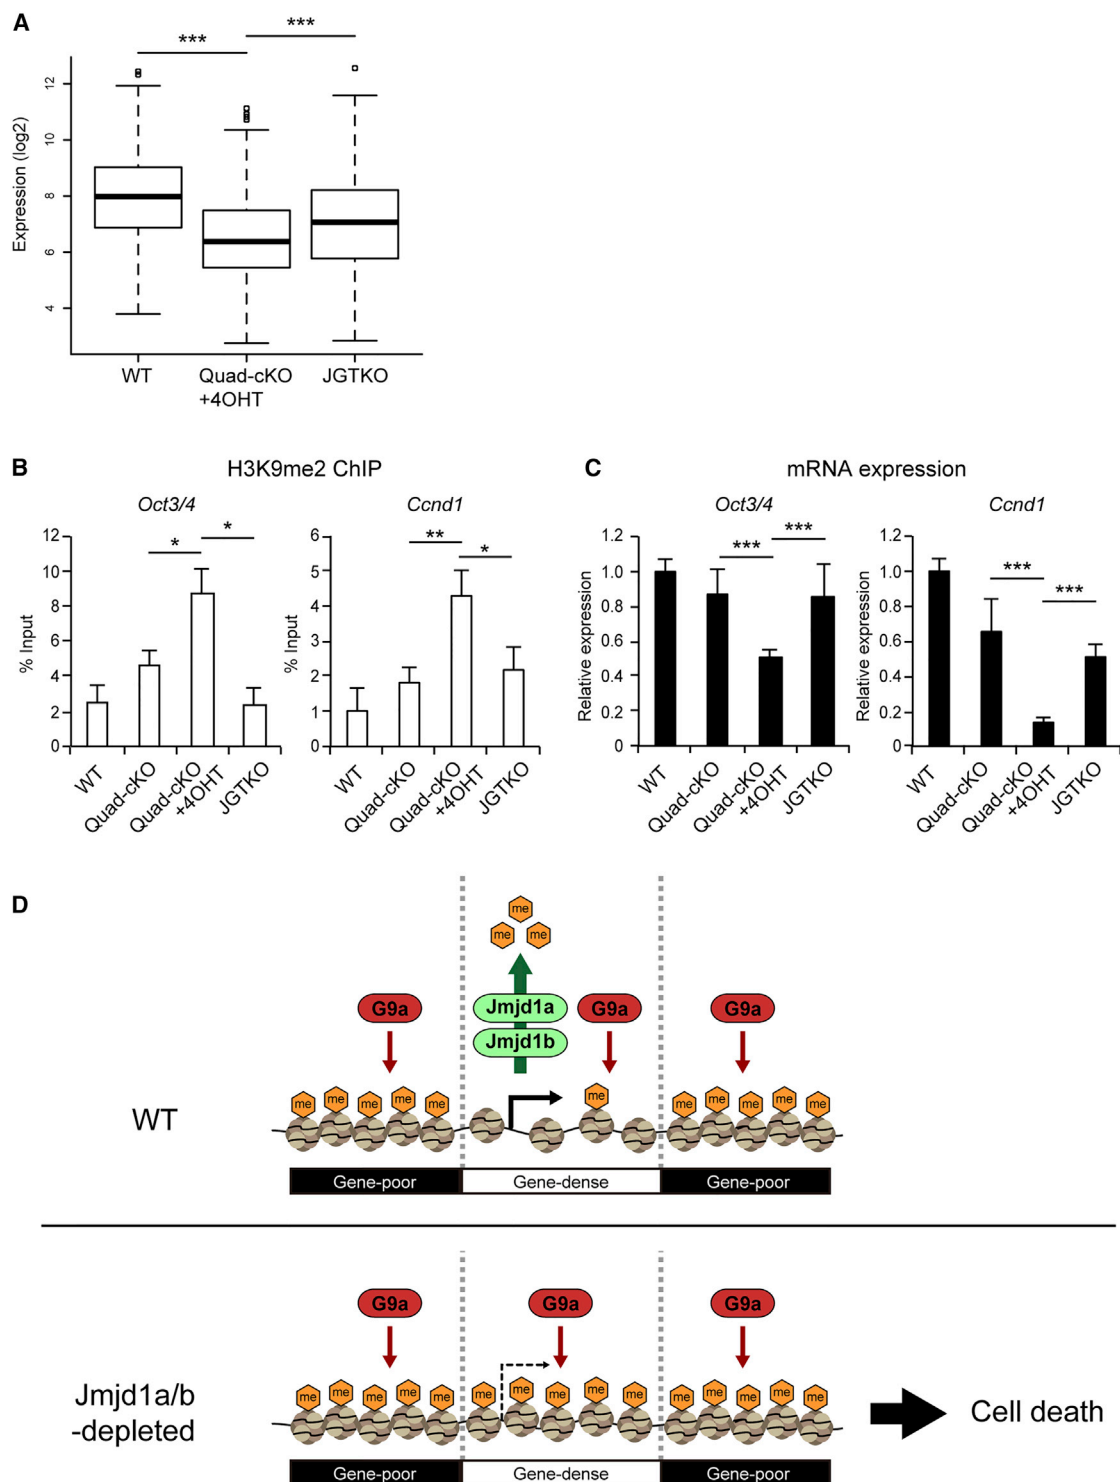 A
***
***
Expression (log2)
12
10
8
6
4
WT
Quad-cKO
+4OHT
JGTKO
B
H3K9me2 ChIP
Oct3/4
% Input
12
10
8
6
4
2
0
*
*
WT
Quad-cKO
Quad-cKO
+4OHT
JGTKO
Ccnd1
% Input
6
5
4
3
2
1
0
**
*
WT
Quad-cKO
Quad-cKO
+4OHT
JGTKO
C
mRNA expression
Oct3/4
Relative expression
1.2
1.0
0.8
0.6
0.4
0.2
0
***
***
WT
Quad-cKO
Quad-cKO
+4OHT
JGTKO
Ccnd1
Relative expression
1.2
1.0
0.8
0.6
0.4
0.2
0
***
***
WT
Quad-cKO
Quad-cKO
+4OHT
JGTKO
D
me
me me
G9a
Jmjd1a
Jmjd1b
G9a
G9a
me me me me me
me
me me me me me
WT
Gene-poor
Gene-dense
Gene-poor
G9a
G9a
G9a
me me me me me
me me me me me
me me me me me
Jmjd1a/b
-depleted
Cell death
Gene-poor
Gene-dense
Gene-poor